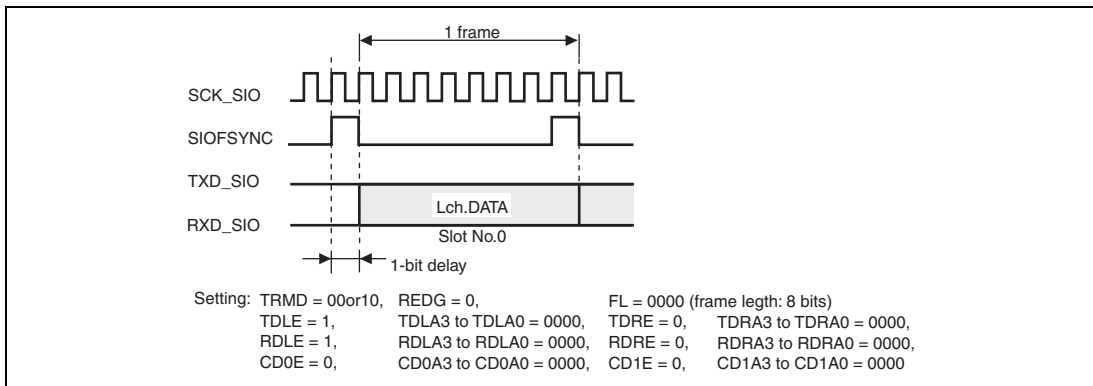 1 frame
SCK_SIO
SIOFSYNC
TXD_SIO
Lch.DATA
RXD_SIO
Slot No.0
1-bit delay
Setting: TRMD = 00or10, REDG = 0, FL = 0000 (frame legth: 8 bits)
TDLE = 1, TDLA3 to TDLA0 = 0000, TDRE = 0, TDRA3 to TDRA0 = 0000,
RDLE = 1, RDLA3 to RDLA0 = 0000, RDRE = 0, RDRA3 to RDRA0 = 0000,
CD0E = 0, CD0A3 to CD0A0 = 0000, CD1E = 0, CD1A3 to CD1A0 = 0000